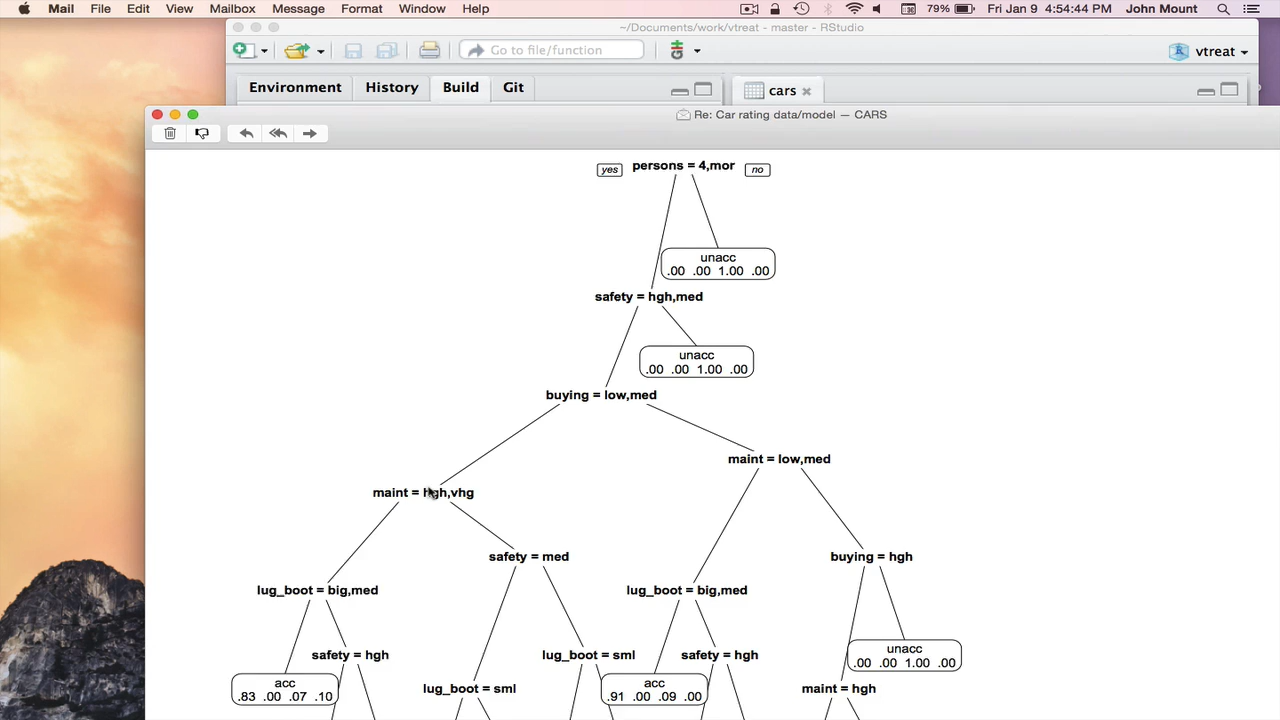 Mail File Edit View Mailbox Message Format Window Help 79% Fri Jan 9 4:54:44 PM John Mount
~/Documents/work/vtreat - master - RStudio
Go to file/function vtreat
Environment History Build Git cars
Re: Car rating data/model — CARS
yes persons = 4,mor no
unacc
.00 .00 1.00 .00
safety = hgh,med
unacc
.00 .00 1.00 .00
buying = low,med
maint = low,med
maint = hgh,vhg
safety = med buying = hgh
lug_boot = big,med lug_boot = big,med
unacc
.00 .00 1.00 .00
safety = hgh lug_boot = sml safety = hgh
acc lug_boot = sml acc maint = hgh
.83 .00 .07 .10 .91 .00 .09 .00